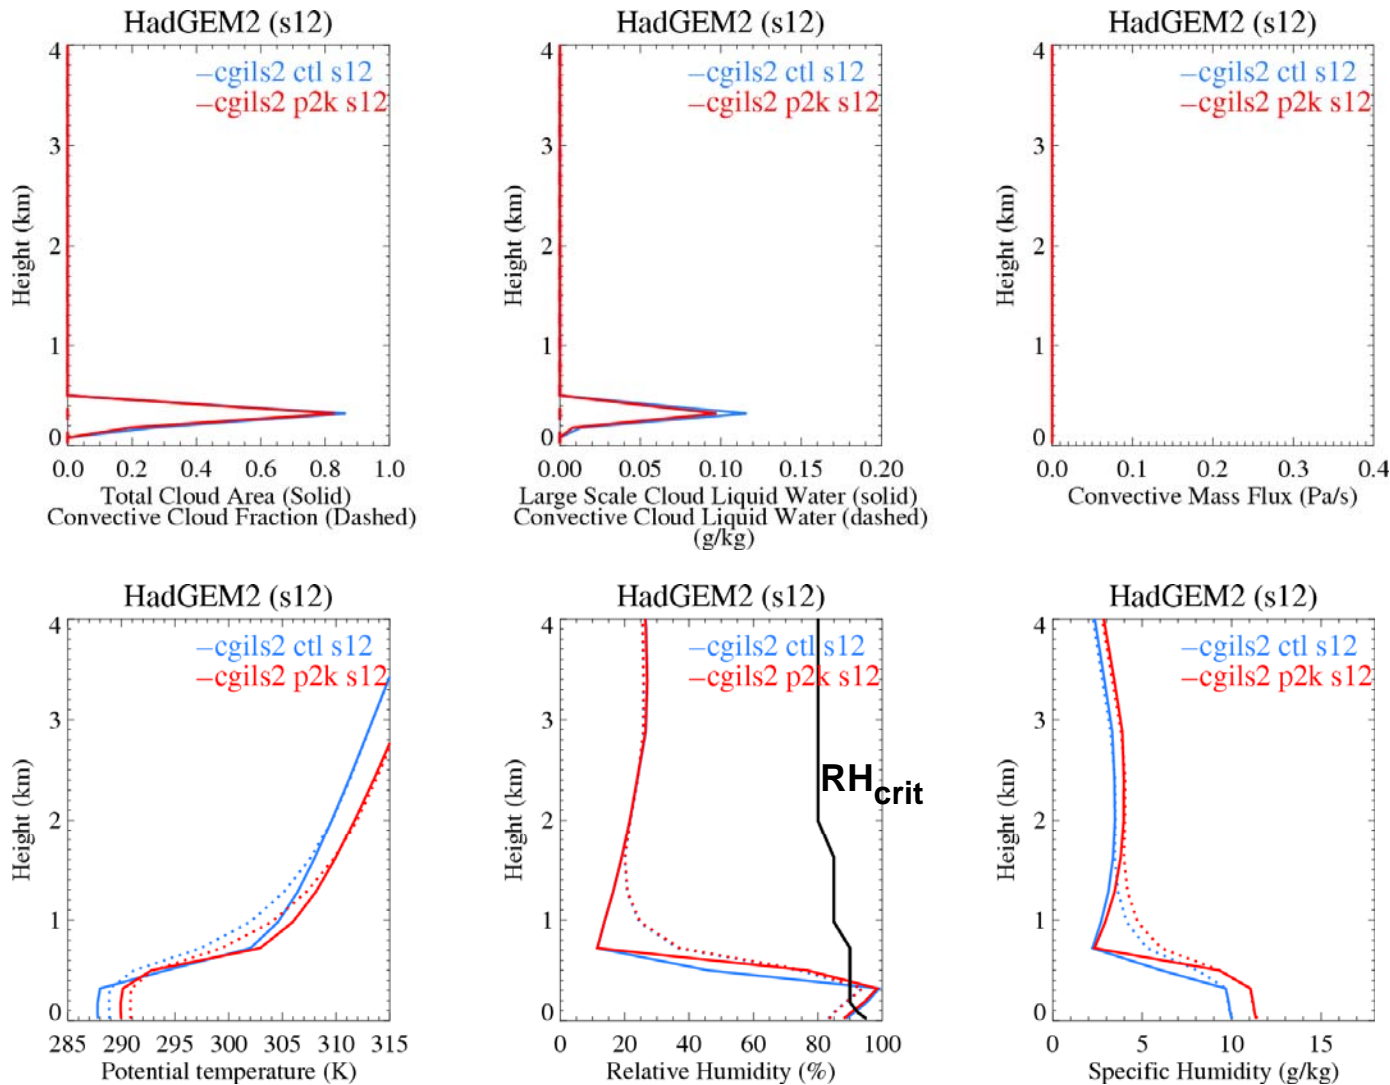 HadGEM2 (s12)
4
3
2
1
0
Height (km)
–cgils2 ctl s12
–cgils2 p2k s12
0.0 0.2 0.4 0.6 0.8 1.0
Total Cloud Area (Solid)
Convective Cloud Fraction (Dashed)
HadGEM2 (s12)
4
3
2
1
0
Height (km)
–cgils2 ctl s12
–cgils2 p2k s12
0.00 0.05 0.10 0.15 0.20
Large Scale Cloud Liquid Water (solid)
Convective Cloud Liquid Water (dashed)
(g/kg)
HadGEM2 (s12)
4
3
2
1
0
Height (km)
–cgils2 ctl s12
–cgils2 p2k s12
0.0 0.1 0.2 0.3 0.4
Convective Mass Flux (Pa/s)
HadGEM2 (s12)
4
3
2
1
0
Height (km)
–cgils2 ctl s12
–cgils2 p2k s12
285 290 295 300 305 310 315
Potential temperature (K)
HadGEM2 (s12)
4
3
2
1
0
Height (km)
–cgils2 ctl s12
–cgils2 p2k s12
RHcrit
0 20 40 60 80 100
Relative Humidity (%)
HadGEM2 (s12)
4
3
2
1
0
Height (km)
–cgils2 ctl s12
–cgils2 p2k s12
0 5 10 15
Specific Humidity (g/kg)